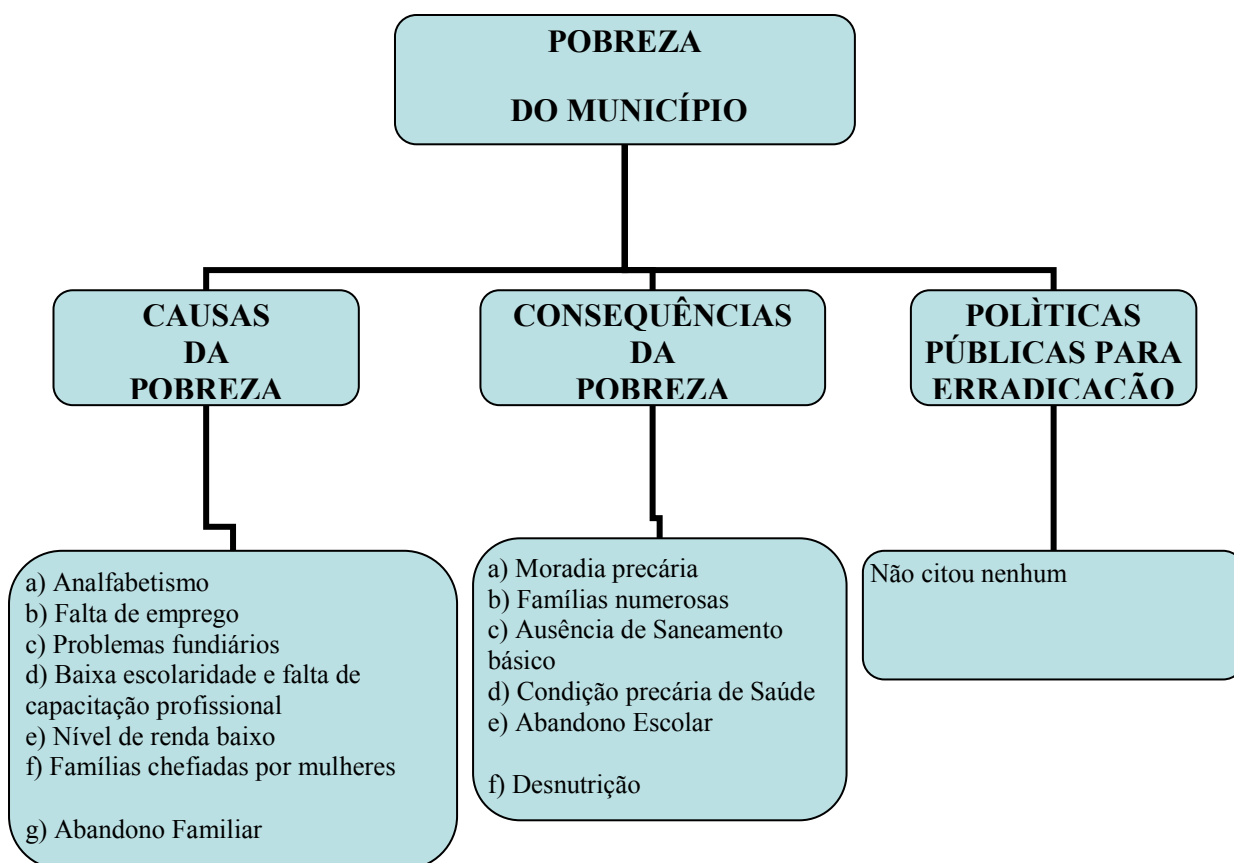 POBREZA
DO MUNICÍPIO
CAUSAS
DA
POBREZA
CONSEQUÊNCIAS
DA
POBREZA
POLÌTICAS
PÚBLICAS PARA
ERRADICAÇÃO
a) Analfabetismo
b) Falta de emprego
c) Problemas fundiários
d) Baixa escolaridade e falta de
capacitação profissional
e) Nível de renda baixo
f) Famílias chefiadas por mulheres
g) Abandono Familiar
a) Moradia precária
b) Famílias numerosas
c) Ausência de Saneamento
básico
d) Condição precária de Saúde
e) Abandono Escolar
f) Desnutrição
Não citou nenhum